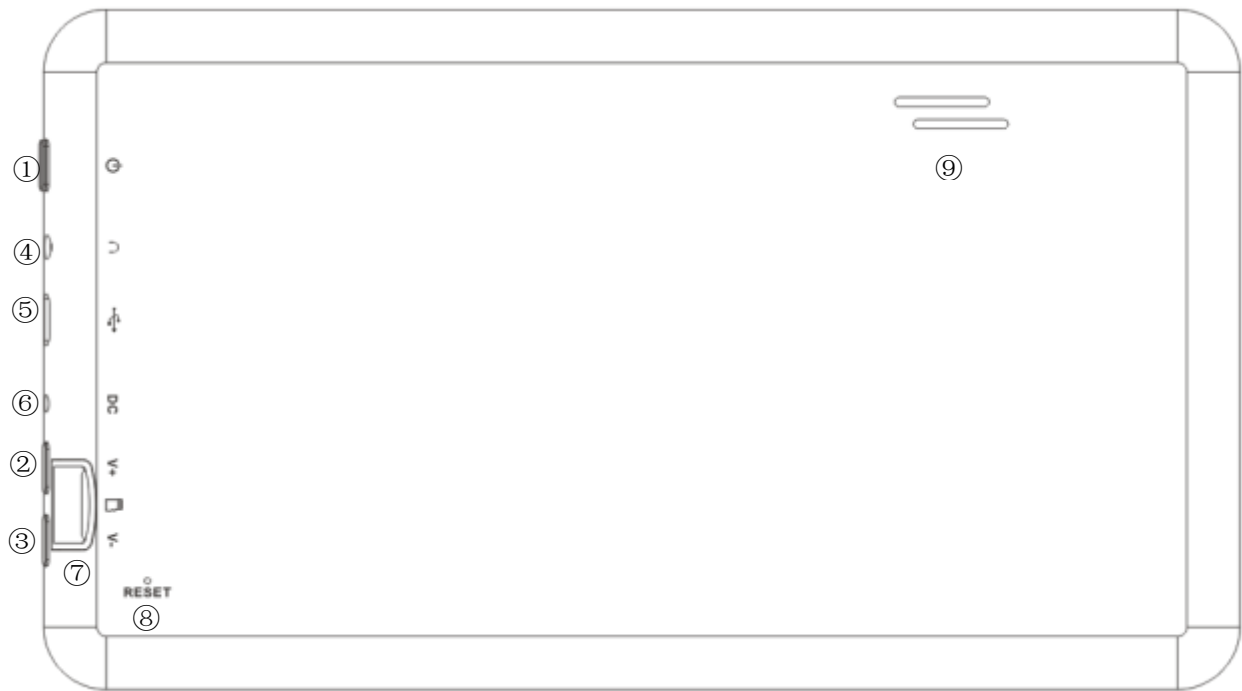 ①
⑨
④
⑤
⑥
DC
②
V+
③
V-
⑦
RESET
⑧